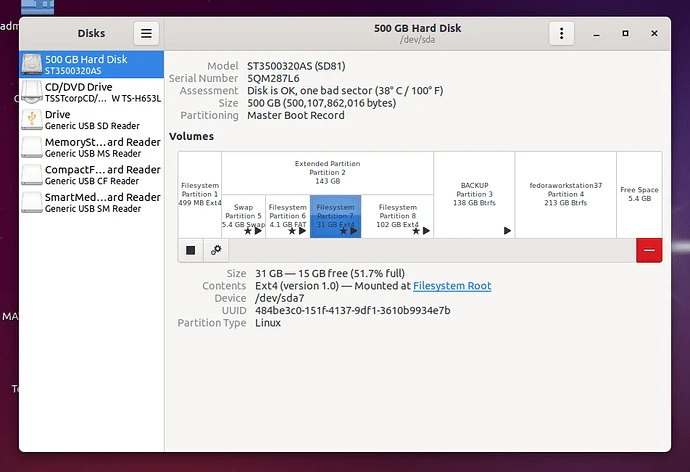 adm
Disks
500 GB Hard Disk
/dev/sda
500 GB Hard Disk
ST3500320AS
CD/DVD Drive
TSSTcorpCD/... W TS-H653L
Drive
Generic USB SD Reader
MemorySt...ard Reader
Generic USB MS Reader
CompactF...ard Reader
Generic USB CF Reader
SmartMed...ard Reader
Generic USB SM Reader
Model ST3500320AS (SD81)
Serial Number 5QM287L6
Assessment Disk is OK, one bad sector (38° C / 100° F)
Size 500 GB (500,107,862,016 bytes)
Partitioning Master Boot Record
Volumes
Filesystem
Partition 1
499 MB Ext4
Extended Partition
Partition 2
143 GB
Swap
Partition 5
5.4 GB Swap
Filesystem
Partition 6
4.1 GB FAT
Filesystem
Partition 7
31 GB Ext4
Filesystem
Partition 8
102 GB Ext4
BACKUP
Partition 3
138 GB Btrfs
fedoraworkstation37
Partition 4
213 GB Btrfs
Free Space
5.4 GB
Size 31 GB — 15 GB free (51.7% full)
Contents Ext4 (version 1.0) — Mounted at Filesystem Root
Device /dev/sda7
UUID 484be3c0-151f-4137-9df1-3610b9934e7b
Partition Type Linux